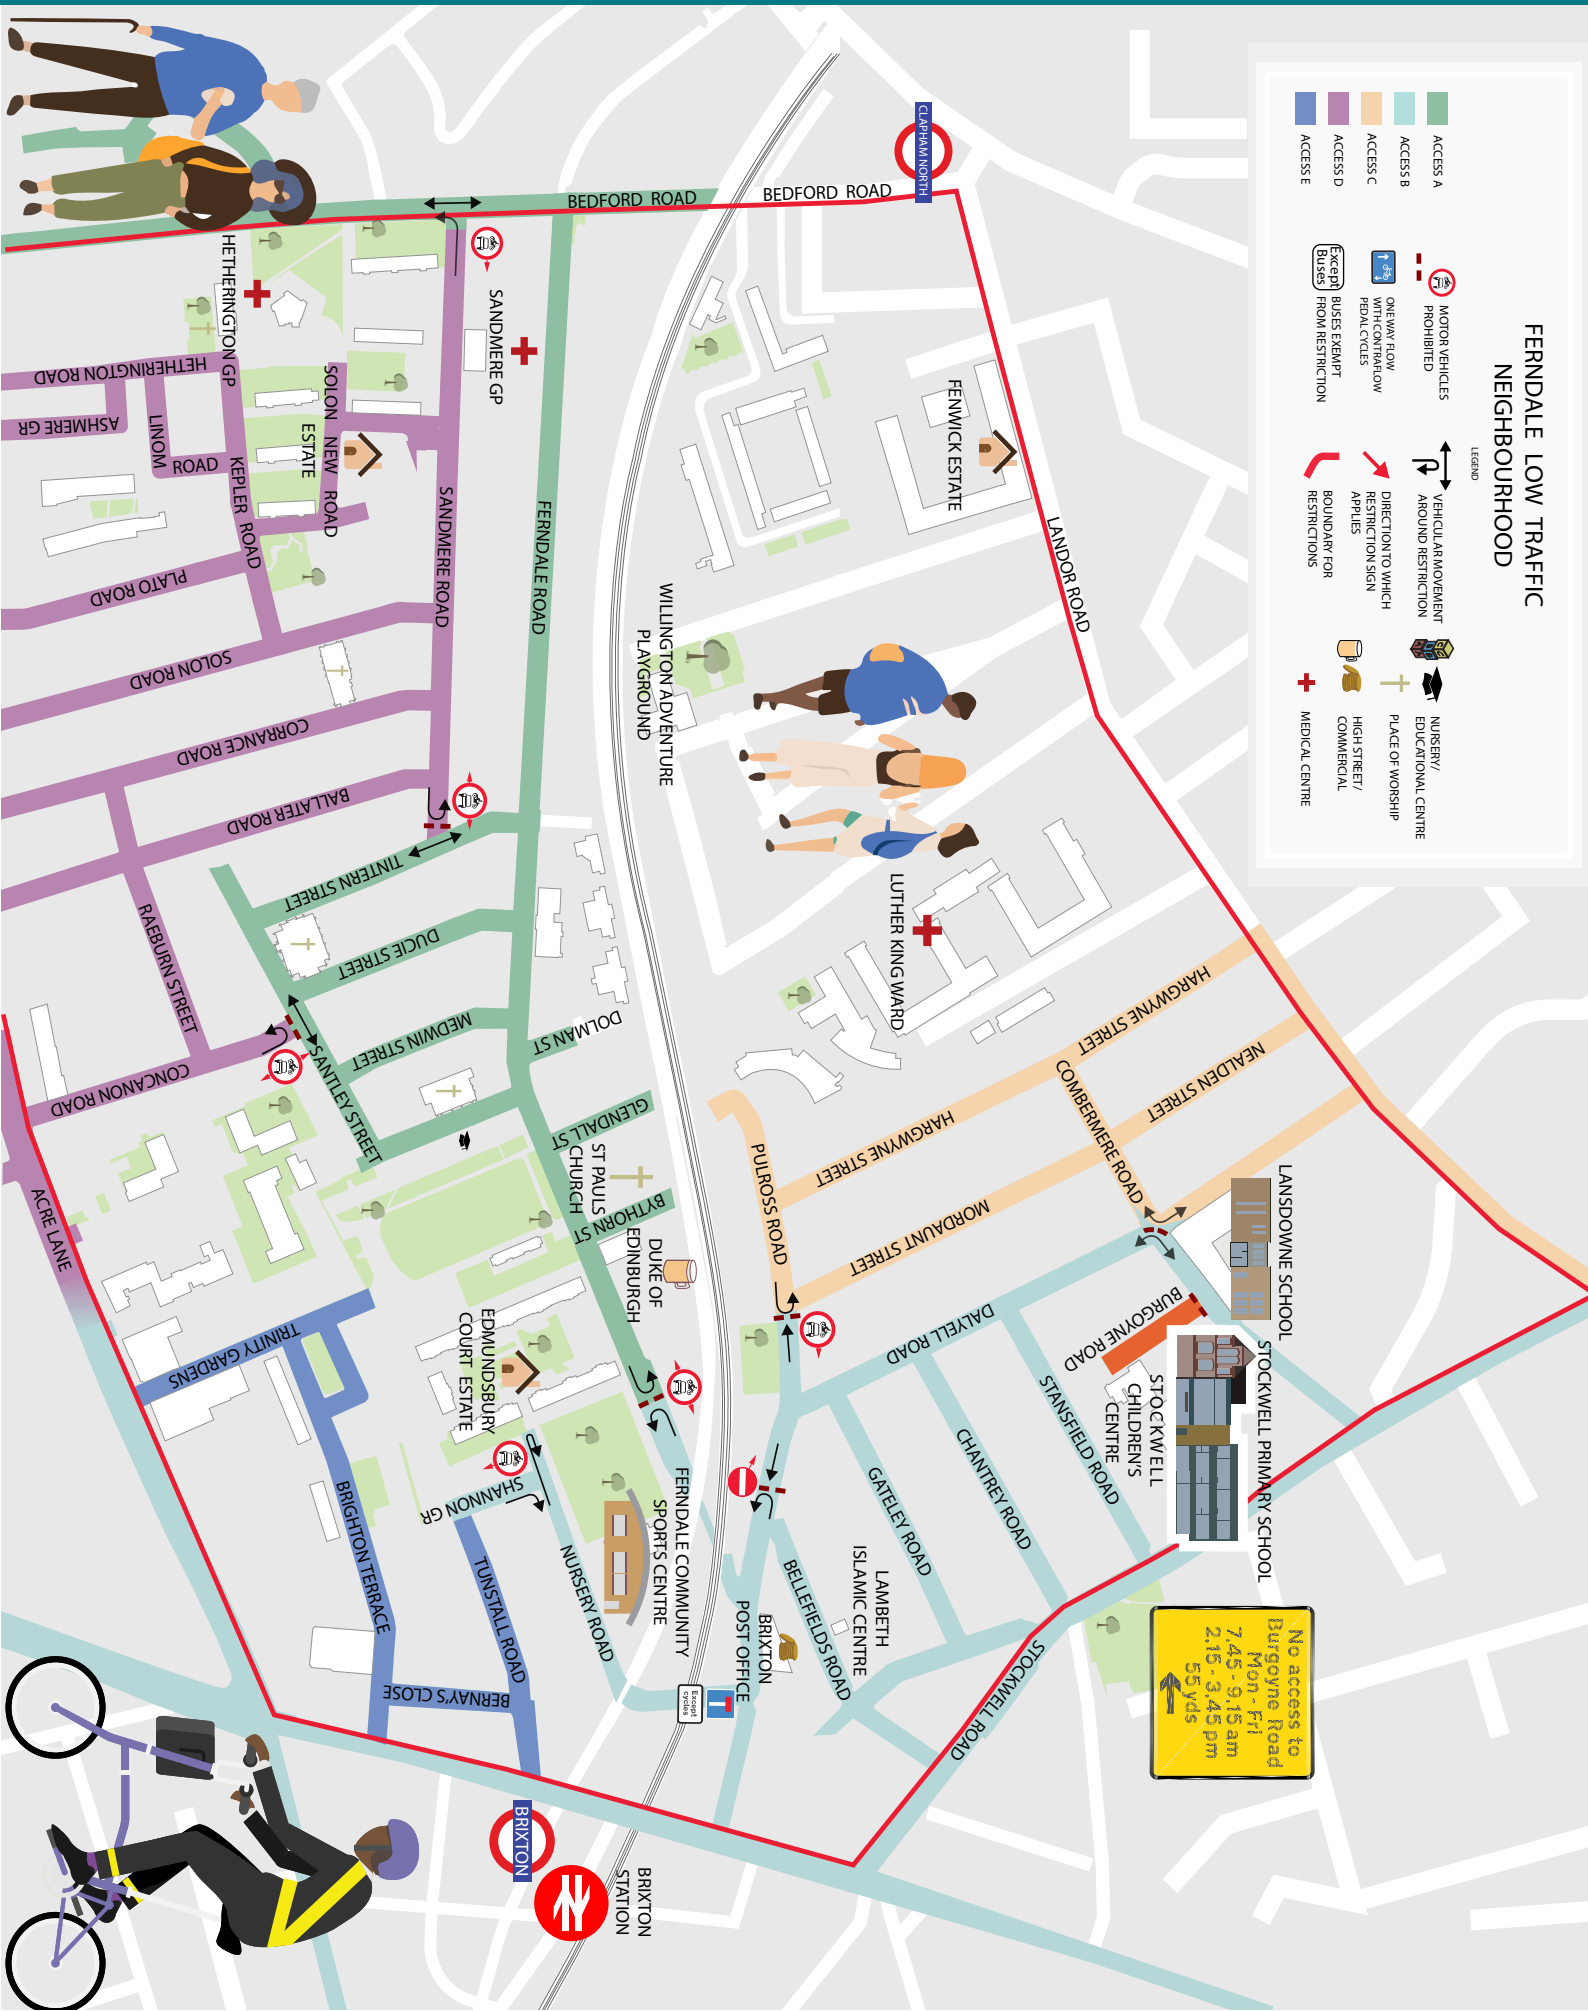 FERNDALE LOW TRAFFIC
NEIGHBOURHOOD
LEGEND
ACCESS A
ACCESS B
ACCESS C
ACCESS D
ACCESS E
MOTOR VEHICLES
PROHIBITED
ONE WAY FLOW
WITH CONTRAFLOW
PEDAL CYCLES
Except
Buses
BUSES EXEMPT
FROM RESTRICTION
VEHICULAR MOVEMENT
AROUND RESTRICTION
DIRECTION TO WHICH
RESTRICTION SIGN
APPLIES
BOUNDARY FOR
RESTRICTIONS
NURSERY/
EDUCATIONAL CENTRE
PLACE OF WORSHIP
HIGH STREET/
COMMERCIAL
MEDICAL CENTRE
CLAPHAM NORTH
BEDFORD ROAD
BEDFORD ROAD
HETHERINGTON GP
SANDMERE GP
FENWICK ESTATE
LANDOR ROAD
HETHERINGTON ROAD
ASHMERE GR
LINOM
ROAD
KEPLER ROAD
SOLON NEW ROAD
ESTATE
SANDMERE ROAD
FERNDALE ROAD
PLATO ROAD
SOLON ROAD
CORRANCE ROAD
BALLATER ROAD
WILLINGTON ADVENTURE
PLAYGROUND
LUTHER KING WARD
TINTERN STREET
DUCIE STREET
MEDWIN STREET
RAEBURN STREET
CONCANON ROAD
SANTLEY STREET
DOLMAN ST
GLENDALL ST
BYTHORN ST
ST PAULS
CHURCH
DUKE OF
EDINBURGH
HARGWYNE STREET
HARGWYNE STREET
NEALDEN STREET
COMBERMERE ROAD
MORDAUNT STREET
PULROSS ROAD
LANSDOWNE SCHOOL
STOCKWELL PRIMARY SCHOOL
BURGOYNE ROAD
STOCKWELL
CHILDREN'S
CENTRE
DALYELL ROAD
STANSFIELD ROAD
CHANTREY ROAD
GATELEY ROAD
BELLEFIELDS ROAD
LAMBETH
ISLAMIC CENTRE
BRIXTON
POST OFFICE
STOCKWELL ROAD
ACRE LANE
TRINITY GARDENS
BRIGHTON TERRACE
EDMUNDSBURY
COURT ESTATE
SHANNON GR
TUNSTALL ROAD
NURSERY ROAD
BERNAY'S CLOSE
FERNDALE COMMUNITY
SPORTS CENTRE
Except
cycles
No access to
Burgoyne Road
Mon - Fri
7.45 - 9.15 am
2.15 - 3.45 pm
55 yds
BRIXTON
BRIXTON
STATION